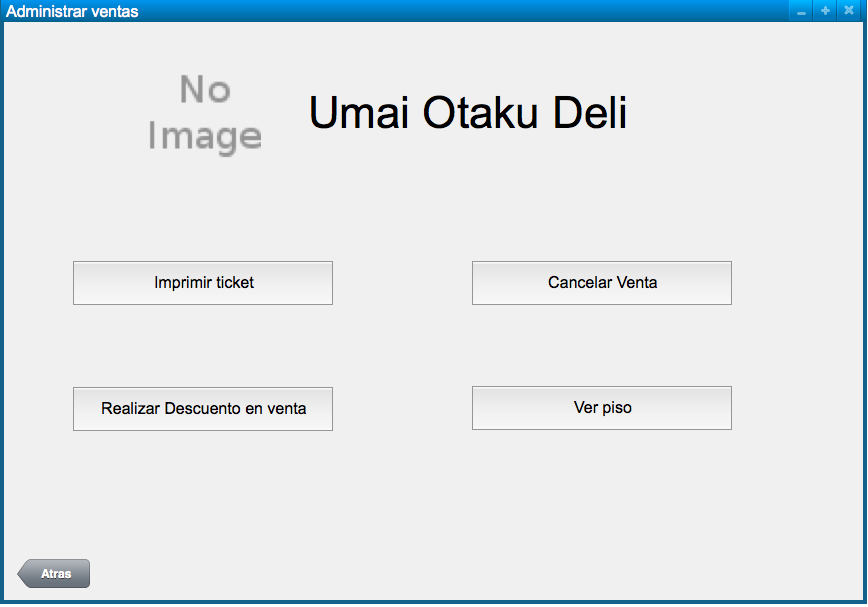 Administrar ventas
No
Image
Umai Otaku Deli
Imprimir ticket
Cancelar Venta
Realizar Descuento en venta
Ver piso
Atras